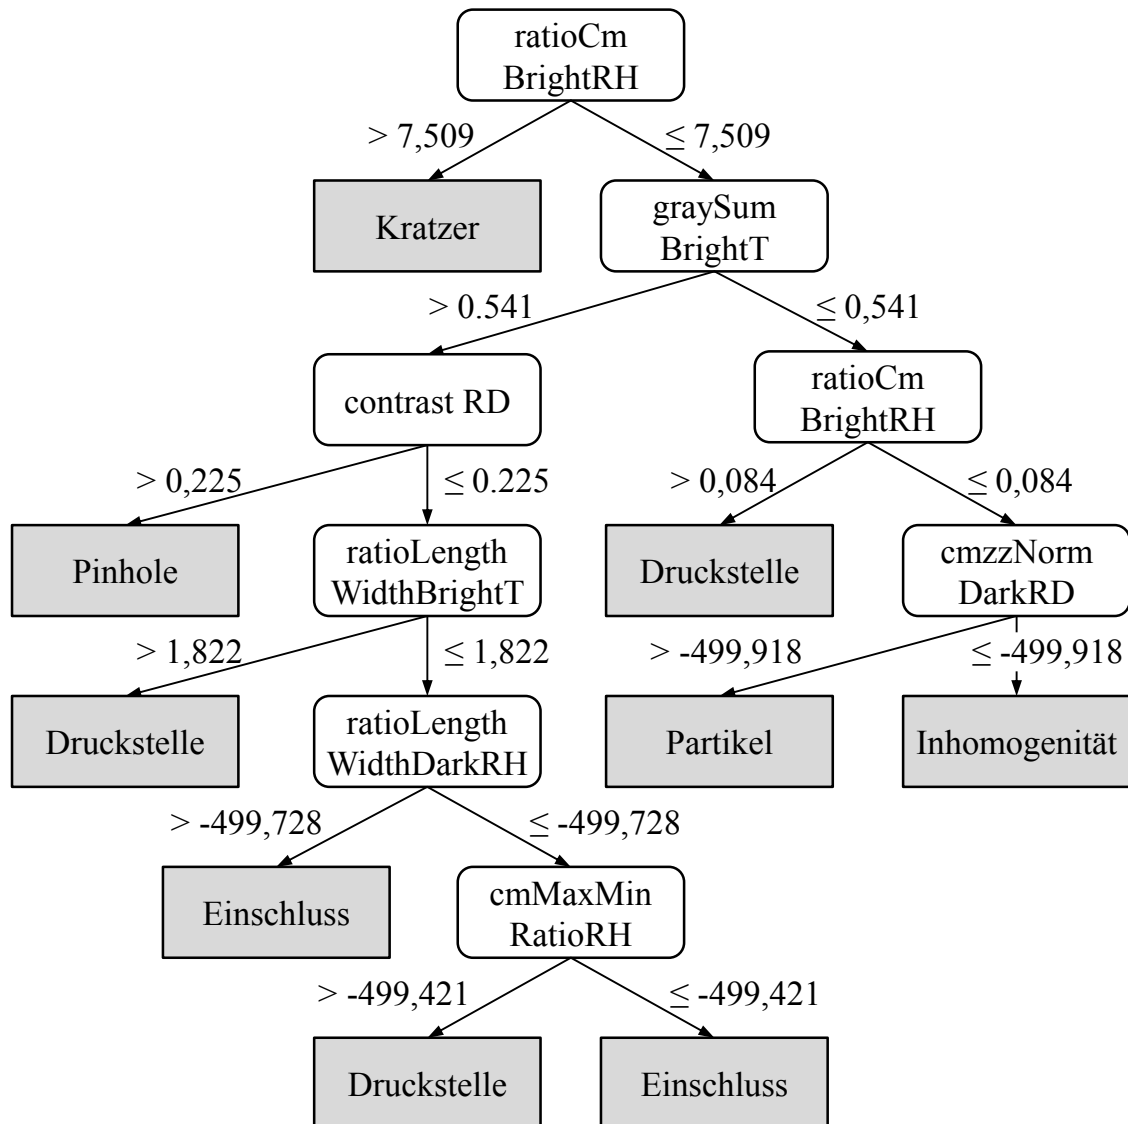 ratioCm
BrightRH
> 7,509
≤ 7,509
Kratzer
graySum
BrightT
> 0.541
≤ 0,541
contrast RD
ratioCm
BrightRH
> 0,225
≤ 0.225
> 0,084
≤ 0,084
Pinhole
ratioLength
WidthBrightT
Druckstelle
cmzzNorm
DarkRD
> 1,822
≤ 1,822
> -499,918
≤ -499,918
Druckstelle
ratioLength
WidthDarkRH
Partikel
Inhomogenität
> -499,728
≤ -499,728
Einschluss
cmMaxMin
RatioRH
> -499,421
≤ -499,421
Druckstelle
Einschluss